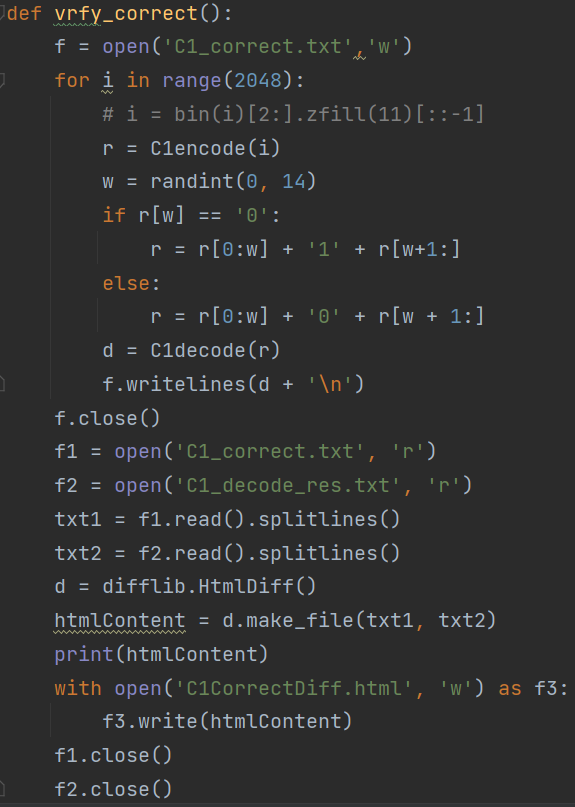 def vrfy_correct():
    f = open('C1_correct.txt','w')
    for i in range(2048):
        # i = bin(i)[2:].zfill(11)[::-1]
        r = C1encode(i)
        w = randint(0, 14)
        if r[w] == '0':
            r = r[0:w] + '1' + r[w+1:]
        else:
            r = r[0:w] + '0' + r[w + 1:]
        d = C1decode(r)
        f.writelines(d + '\n')
    f.close()
    f1 = open('C1_correct.txt', 'r')
    f2 = open('C1_decode_res.txt', 'r')
    txt1 = f1.read().splitlines()
    txt2 = f2.read().splitlines()
    d = difflib.HtmlDiff()
    htmlContent = d.make_file(txt1, txt2)
    print(htmlContent)
    with open('C1CorrectDiff.html', 'w') as f3:
        f3.write(htmlContent)
    f1.close()
    f2.close()